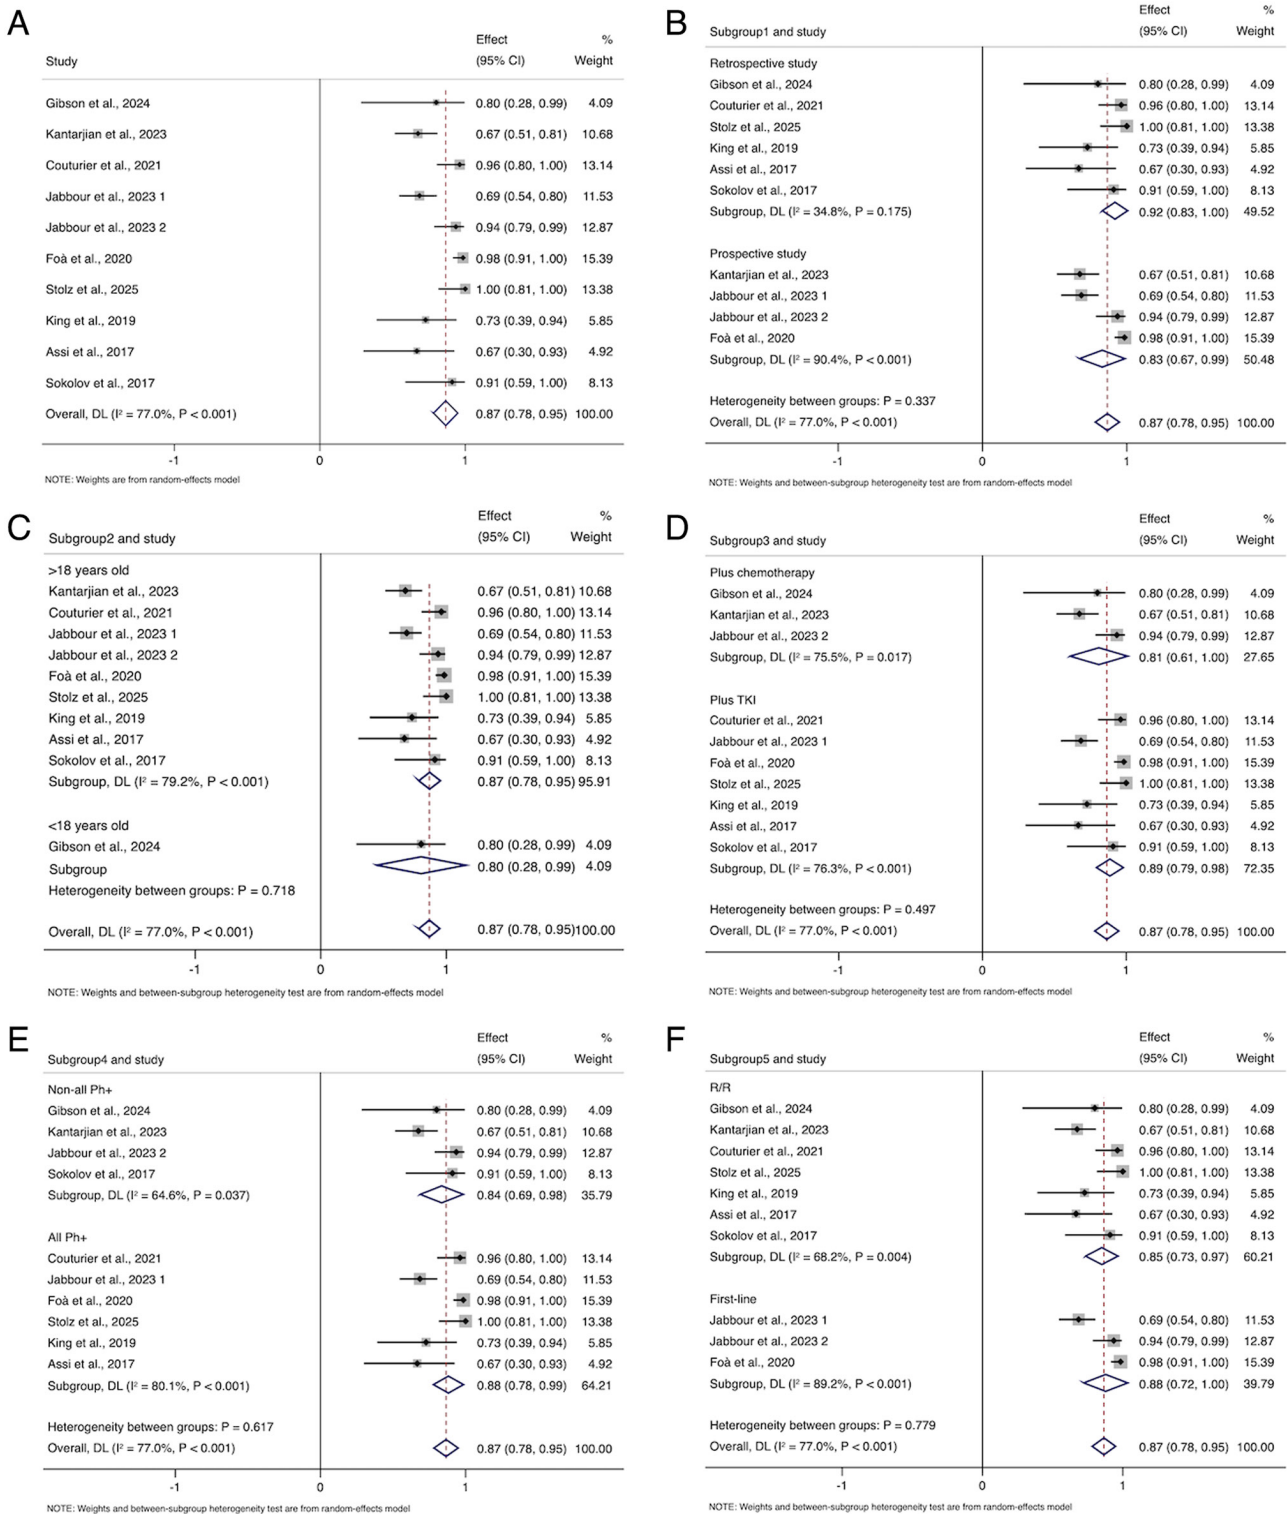 A
Effect %
Study (95% CI) Weight
Gibson et al., 2024 0.80 (0.28, 0.99) 4.09
Kantarjian et al., 2023 0.67 (0.51, 0.81) 10.68
Couturier et al., 2021 0.96 (0.80, 1.00) 13.14
Jabbour et al., 2023 1 0.69 (0.54, 0.80) 11.53
Jabbour et al., 2023 2 0.94 (0.79, 0.99) 12.87
Foà et al., 2020 0.98 (0.91, 1.00) 15.39
Stolz et al., 2025 1.00 (0.81, 1.00) 13.38
King et al., 2019 0.73 (0.39, 0.94) 5.85
Assi et al., 2017 0.67 (0.30, 0.93) 4.92
Sokolov et al., 2017 0.91 (0.59, 1.00) 8.13
Overall, DL (I² = 77.0%, P < 0.001) 0.87 (0.78, 0.95) 100.00
-1 0 1
NOTE: Weights are from random-effects model
B
Effect %
Subgroup1 and study (95% CI) Weight
Retrospective study
Gibson et al., 2024 0.80 (0.28, 0.99) 4.09
Couturier et al., 2021 0.96 (0.80, 1.00) 13.14
Stolz et al., 2025 1.00 (0.81, 1.00) 13.38
King et al., 2019 0.73 (0.39, 0.94) 5.85
Assi et al., 2017 0.67 (0.30, 0.93) 4.92
Sokolov et al., 2017 0.91 (0.59, 1.00) 8.13
Subgroup, DL (I² = 34.8%, P = 0.175) 0.92 (0.83, 1.00) 49.52
Prospective study
Kantarjian et al., 2023 0.67 (0.51, 0.81) 10.68
Jabbour et al., 2023 1 0.69 (0.54, 0.80) 11.53
Jabbour et al., 2023 2 0.94 (0.79, 0.99) 12.87
Foà et al., 2020 0.98 (0.91, 1.00) 15.39
Subgroup, DL (I² = 90.4%, P < 0.001) 0.83 (0.67, 0.99) 50.48
Heterogeneity between groups: P = 0.337
Overall, DL (I² = 77.0%, P < 0.001) 0.87 (0.78, 0.95) 100.00
-1 0 1
NOTE: Weights and between-subgroup heterogeneity test are from random-effects model
C
Effect %
Subgroup2 and study (95% CI) Weight
>18 years old
Kantarjian et al., 2023 0.67 (0.51, 0.81) 10.68
Couturier et al., 2021 0.96 (0.80, 1.00) 13.14
Jabbour et al., 2023 1 0.69 (0.54, 0.80) 11.53
Jabbour et al., 2023 2 0.94 (0.79, 0.99) 12.87
Foà et al., 2020 0.98 (0.91, 1.00) 15.39
Stolz et al., 2025 1.00 (0.81, 1.00) 13.38
King et al., 2019 0.73 (0.39, 0.94) 5.85
Assi et al., 2017 0.67 (0.30, 0.93) 4.92
Sokolov et al., 2017 0.91 (0.59, 1.00) 8.13
Subgroup, DL (I² = 79.2%, P < 0.001) 0.87 (0.78, 0.95) 95.91
<18 years old
Gibson et al., 2024 0.80 (0.28, 0.99) 4.09
Subgroup 0.80 (0.28, 0.99) 4.09
Heterogeneity between groups: P = 0.718
Overall, DL (I² = 77.0%, P < 0.001) 0.87 (0.78, 0.95)100.00
-1 0 1
NOTE: Weights and between-subgroup heterogeneity test are from random-effects model
D
Effect %
Subgroup3 and study (95% CI) Weight
Plus chemotherapy
Gibson et al., 2024 0.80 (0.28, 0.99) 4.09
Kantarjian et al., 2023 0.67 (0.51, 0.81) 10.68
Jabbour et al., 2023 2 0.94 (0.79, 0.99) 12.87
Subgroup, DL (I² = 75.5%, P = 0.017) 0.81 (0.61, 1.00) 27.65
Plus TKI
Couturier et al., 2021 0.96 (0.80, 1.00) 13.14
Jabbour et al., 2023 1 0.69 (0.54, 0.80) 11.53
Foà et al., 2020 0.98 (0.91, 1.00) 15.39
Stolz et al., 2025 1.00 (0.81, 1.00) 13.38
King et al., 2019 0.73 (0.39, 0.94) 5.85
Assi et al., 2017 0.67 (0.30, 0.93) 4.92
Sokolov et al., 2017 0.91 (0.59, 1.00) 8.13
Subgroup, DL (I² = 76.3%, P < 0.001) 0.89 (0.79, 0.98) 72.35
Heterogeneity between groups: P = 0.497
Overall, DL (I² = 77.0%, P < 0.001) 0.87 (0.78, 0.95) 100.00
-1 0 1
NOTE: Weights and between-subgroup heterogeneity test are from random-effects model
E
Effect %
Subgroup4 and study (95% CI) Weight
Non-all Ph+
Gibson et al., 2024 0.80 (0.28, 0.99) 4.09
Kantarjian et al., 2023 0.67 (0.51, 0.81) 10.68
Jabbour et al., 2023 2 0.94 (0.79, 0.99) 12.87
Sokolov et al., 2017 0.91 (0.59, 1.00) 8.13
Subgroup, DL (I² = 64.6%, P = 0.037) 0.84 (0.69, 0.98) 35.79
All Ph+
Couturier et al., 2021 0.96 (0.80, 1.00) 13.14
Jabbour et al., 2023 1 0.69 (0.54, 0.80) 11.53
Foà et al., 2020 0.98 (0.91, 1.00) 15.39
Stolz et al., 2025 1.00 (0.81, 1.00) 13.38
King et al., 2019 0.73 (0.39, 0.94) 5.85
Assi et al., 2017 0.67 (0.30, 0.93) 4.92
Subgroup, DL (I² = 80.1%, P < 0.001) 0.88 (0.78, 0.99) 64.21
Heterogeneity between groups: P = 0.617
Overall, DL (I² = 77.0%, P < 0.001) 0.87 (0.78, 0.95) 100.00
-1 0 1
NOTE: Weights and between-subgroup heterogeneity test are from random-effects model
F
Effect %
Subgroup5 and study (95% CI) Weight
R/R
Gibson et al., 2024 0.80 (0.28, 0.99) 4.09
Kantarjian et al., 2023 0.67 (0.51, 0.81) 10.68
Couturier et al., 2021 0.96 (0.80, 1.00) 13.14
Stolz et al., 2025 1.00 (0.81, 1.00) 13.38
King et al., 2019 0.73 (0.39, 0.94) 5.85
Assi et al., 2017 0.67 (0.30, 0.93) 4.92
Sokolov et al., 2017 0.91 (0.59, 1.00) 8.13
Subgroup, DL (I² = 68.2%, P = 0.004) 0.85 (0.73, 0.97) 60.21
First-line
Jabbour et al., 2023 1 0.69 (0.54, 0.80) 11.53
Jabbour et al., 2023 2 0.94 (0.79, 0.99) 12.87
Foà et al., 2020 0.98 (0.91, 1.00) 15.39
Subgroup, DL (I² = 89.2%, P < 0.001) 0.88 (0.72, 1.00) 39.79
Heterogeneity between groups: P = 0.779
Overall, DL (I² = 77.0%, P < 0.001) 0.87 (0.78, 0.95) 100.00
-1 0 1
NOTE: Weights and between-subgroup heterogeneity test are from random-effects model